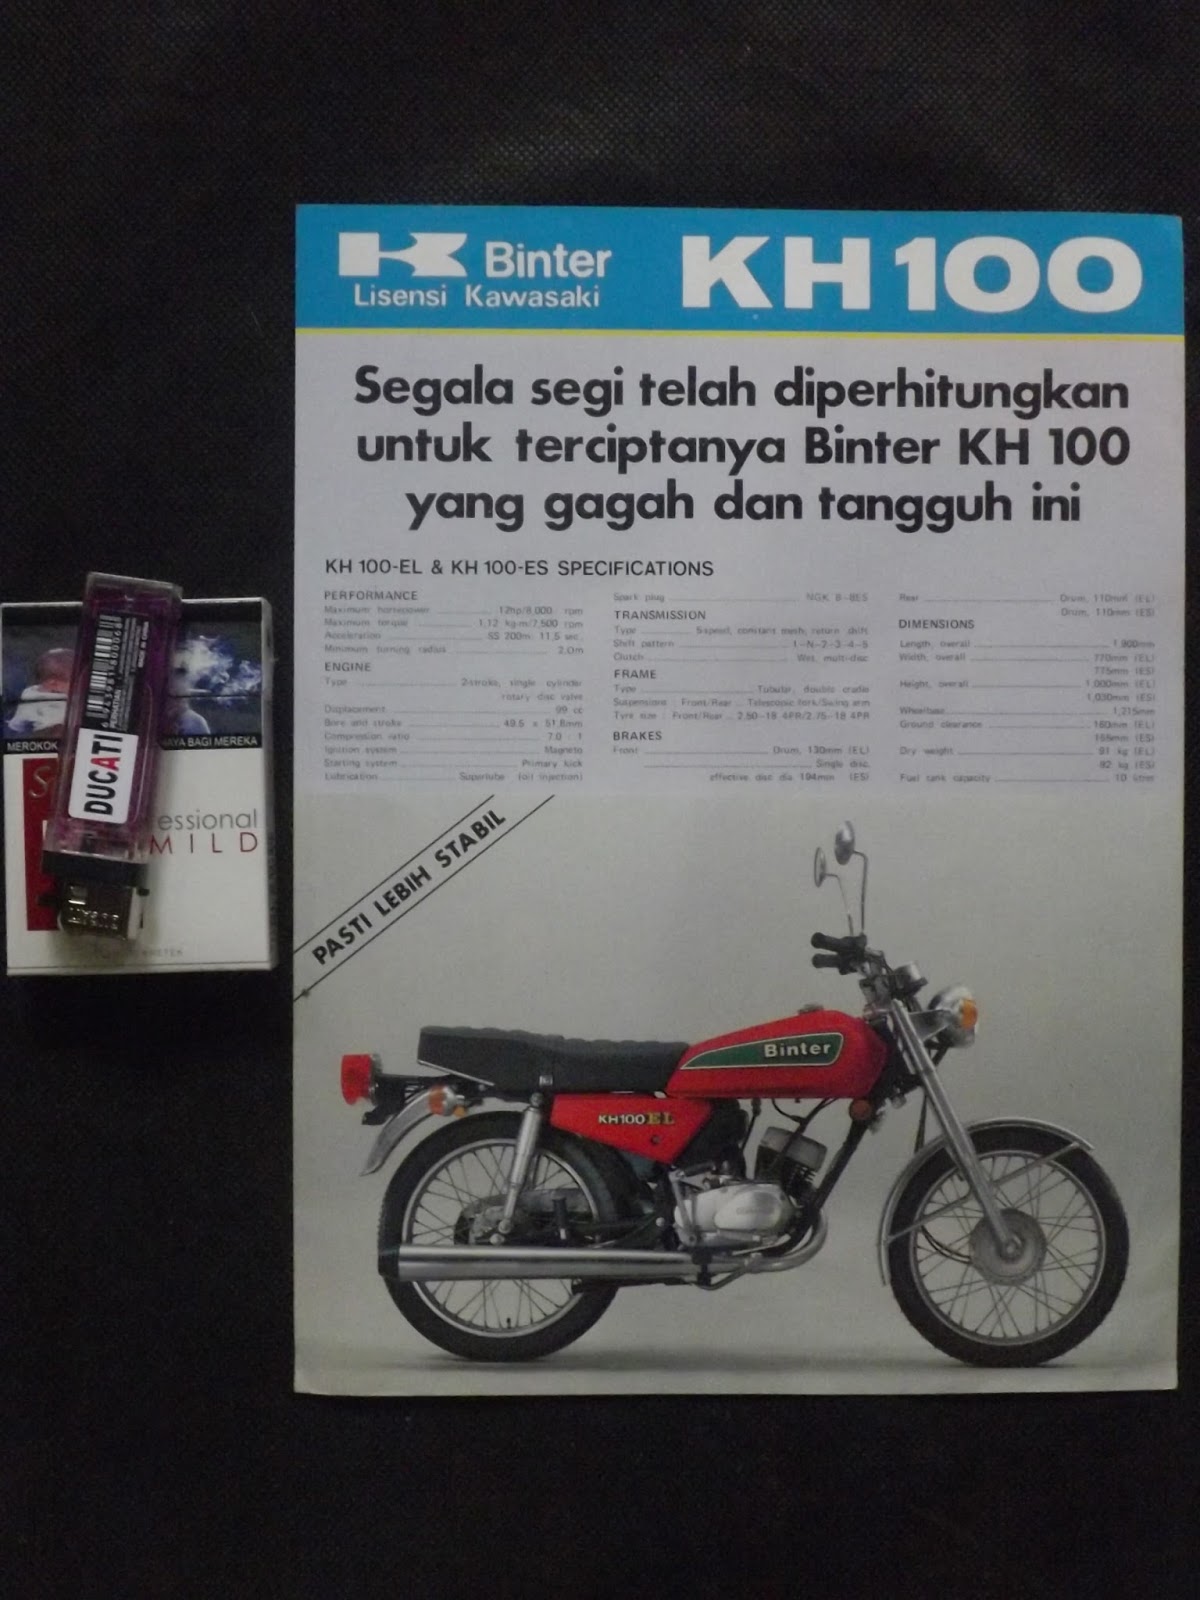 Binter
Lisensi Kawasaki
KH 100
Segala segi telah diperhitungkan
untuk terciptanya Binter KH 100
yang gagah dan tangguh ini
KH 100-EL & KH 100-ES SPECIFICATIONS
PERFORMANCE
Maximum horsepower 12hp/8,000 rpm
Maximum torque 1.12 kg-m/7,500 rpm
Acceleration SS 200m 11.5 sec.
Minimum turning radius 2.0m
ENGINE
Type 2-stroke, single cylinder
rotary disc valve
Displacement 99 cc
Bore and stroke 49.5 x 51.8mm
Compression ratio 7.0 : 1
Ignition system Magneto
Starting system Primary kick
Lubrication Superlube (oil injection)
Spark plug NGK B-8ES
TRANSMISSION
Type 5-speed, constant mesh, return shift
Shift pattern 1-N-2-3-4-5
Clutch Wet, multi-disc
FRAME
Type Tubular, double cradle
Suspensions : Front/Rear Telescopic fork/Swing arm
Tyre size : Front/Rear 2.50-18 4PR/2.75-18 4PR
BRAKES
Front Drum, 130mm (EL)
Single disc,
effective disc dia. 194mm (ES)
Rear Drum, 110mm (EL)
Drum, 110mm (ES)
DIMENSIONS
Length, overall 1,900mm
Width, overall 770mm (EL)
775mm (ES)
Height, overall 1,000mm (EL)
1,030mm (ES)
Wheelbase 1,215mm
Ground clearance 160mm (EL)
(ES)
Dry weight 91 kg (EL)
92 kg (ES)
Fuel tank capacity 10 litres
PASTI LEBIH STABIL
Binter
KH100EL
MEROKOK
HAYA BAGI MEREKA
DUCATI
essional
MILD